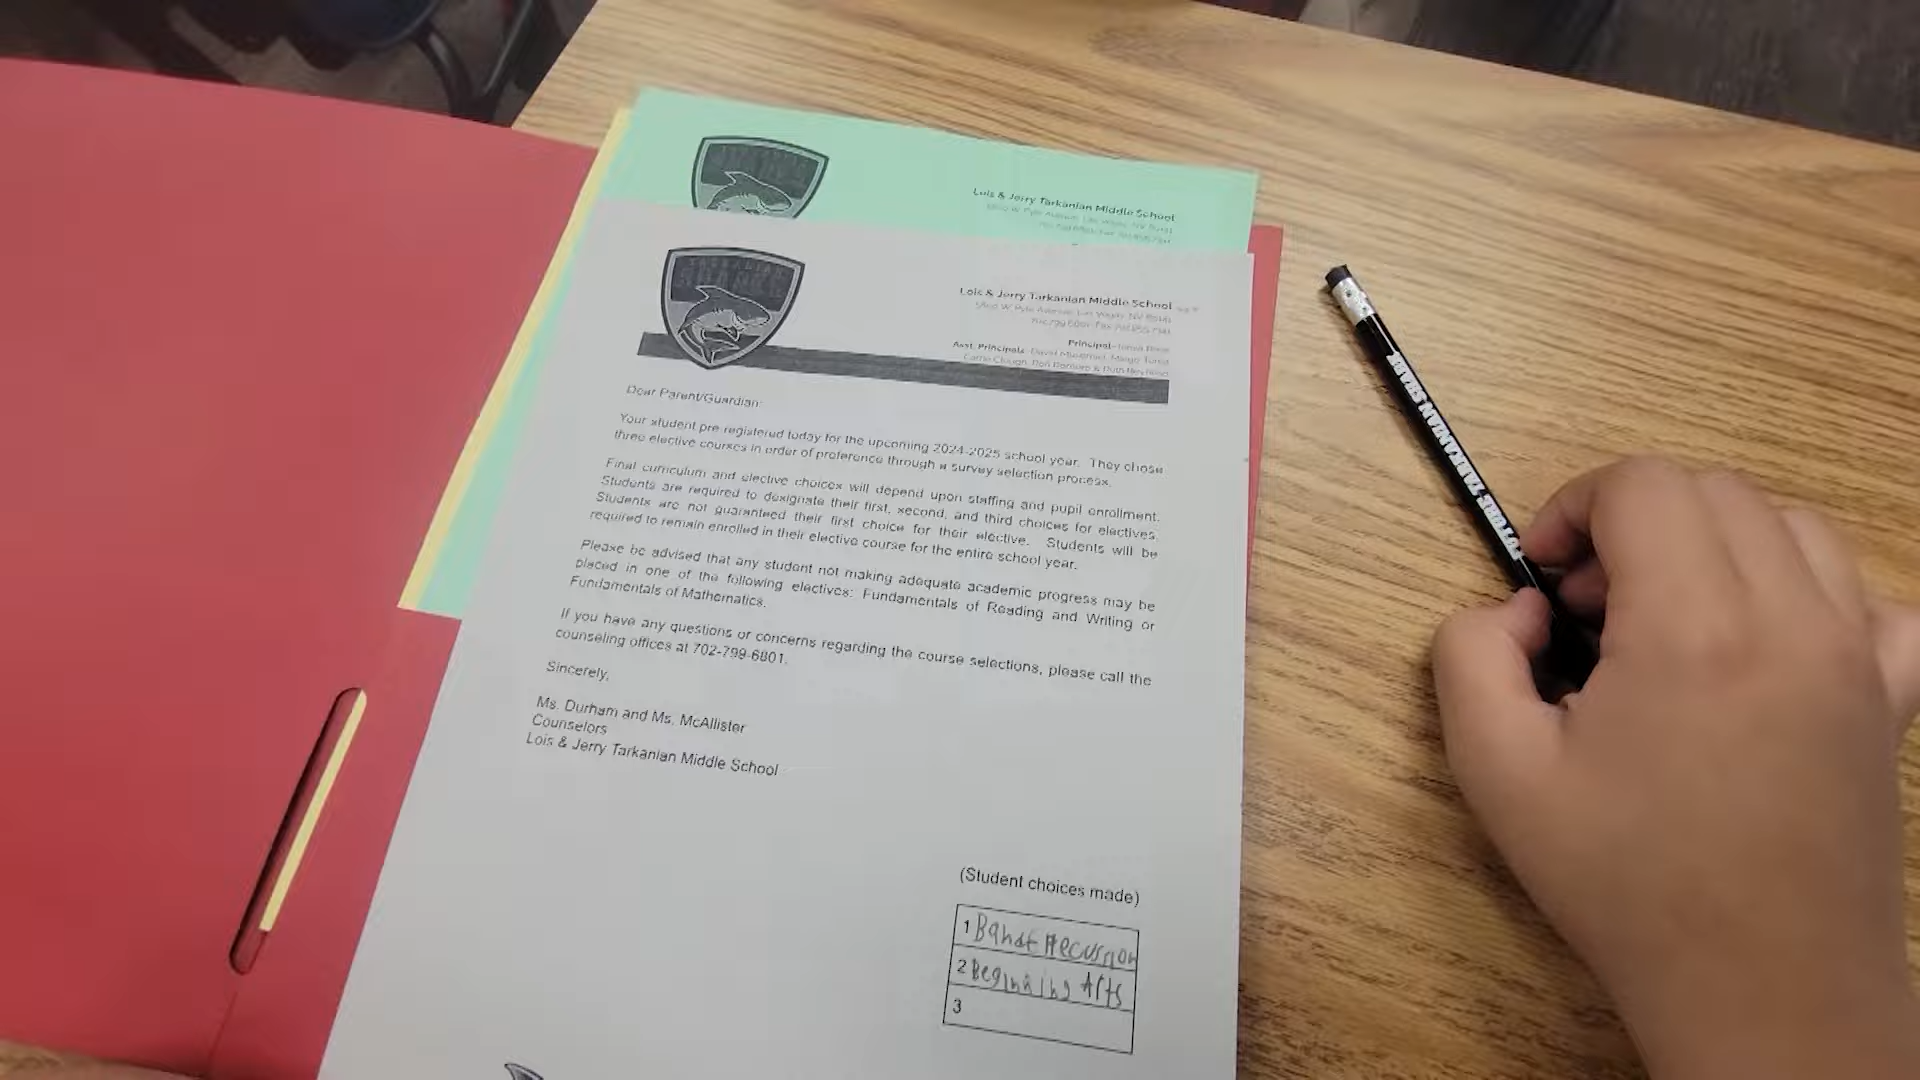 Lois & Jerry Tarkanian Middle School
Lois & Jerry Tarkanian Middle School
Principal
Asst. Principals
Dear Parent/Guardian:
Your student pre registered today for the upcoming 2024-2025 school year. They chose
three elective courses in order of preference through a survey selection process.
Final curriculum and elective choices will depend upon staffing and pupil enrollment.
Students are required to designate their first, second, and third choices for electives.
Students are not guaranteed their first choice for their elective. Students will be
required to remain enrolled in their elective course for the entire school year.
Please be advised that any student not making adequate academic progress may be
placed in one of the following electives: Fundamentals of Reading and Writing or
Fundamentals of Mathematics.
If you have any questions or concerns regarding the course selections, please call the
counseling offices at 702-799-6801.
Sincerely,
Ms. Durham and Ms. McAllister
Counselors
Lois & Jerry Tarkanian Middle School
(Student choices made)
1
2 Beginning Arts
3
FUTURE TARKANIAN SHARK